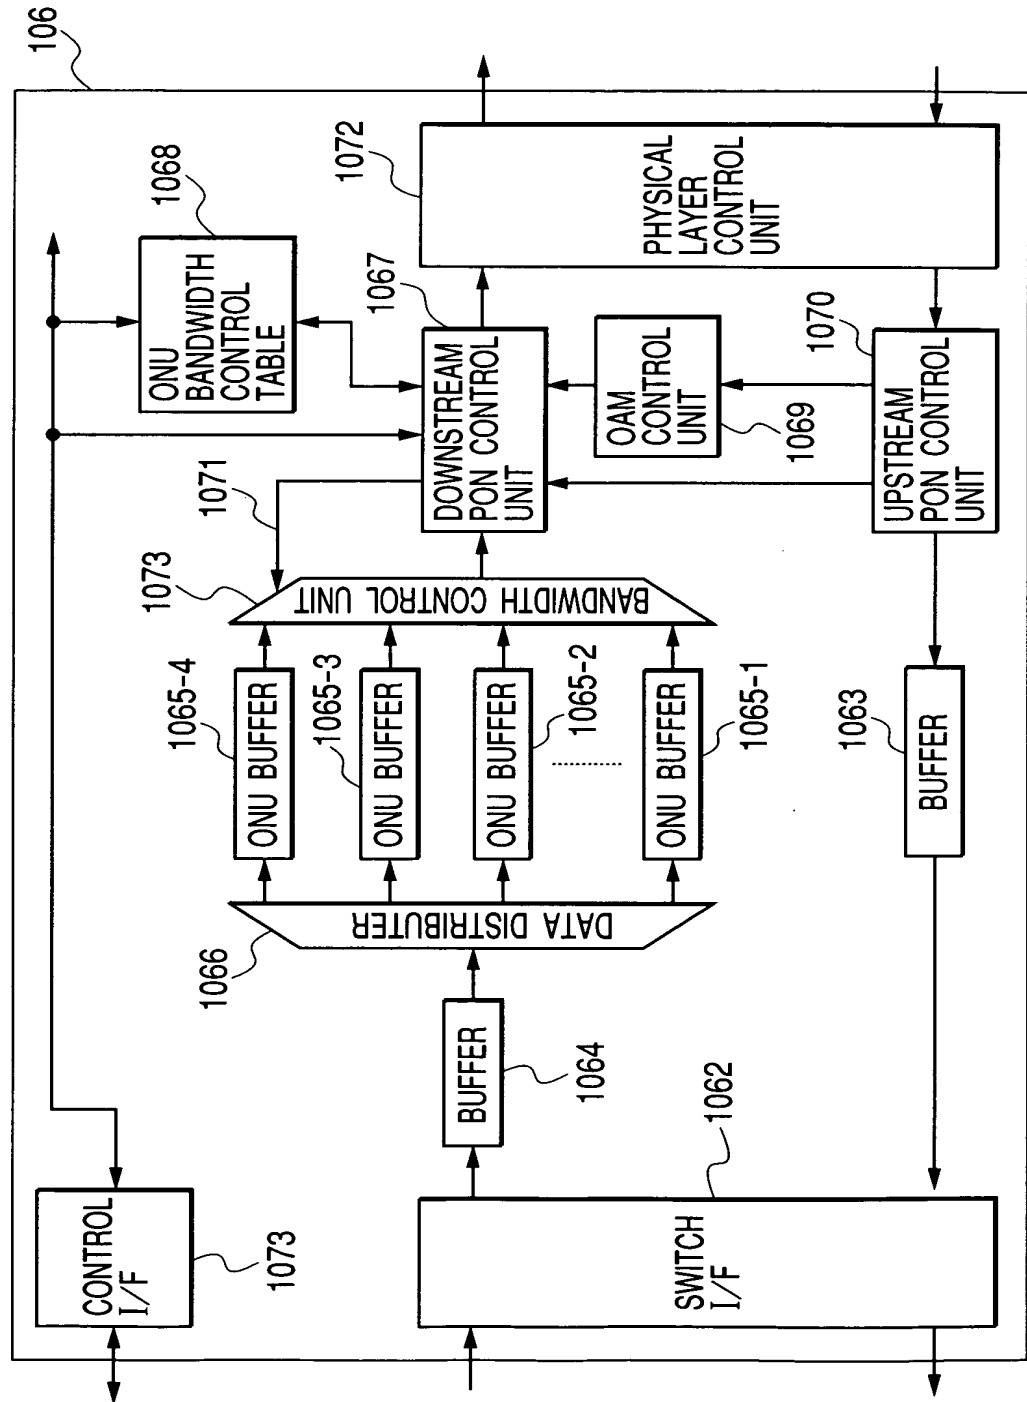 106
CONTROL
I/F
1073
ONU
BANDWIDTH
CONTROL
TABLE
1068
1071
1073
BANDWIDTH CONTROL UNIT
1067
DOWNSTREAM
PON CONTROL
UNIT
1072
PHYSICAL
LAYER
CONTROL
UNIT
1065-4
ONU BUFFER
1065-3
ONU BUFFER
1065-2
ONU BUFFER
1065-1
ONU BUFFER
1066
DATA DISTRIBUTER
BUFFER
1064
1062
SWITCH
I/F
OAM CONTROL
UNIT
1069
1070
UPSTREAM
PON CONTROL
UNIT
1063
BUFFER